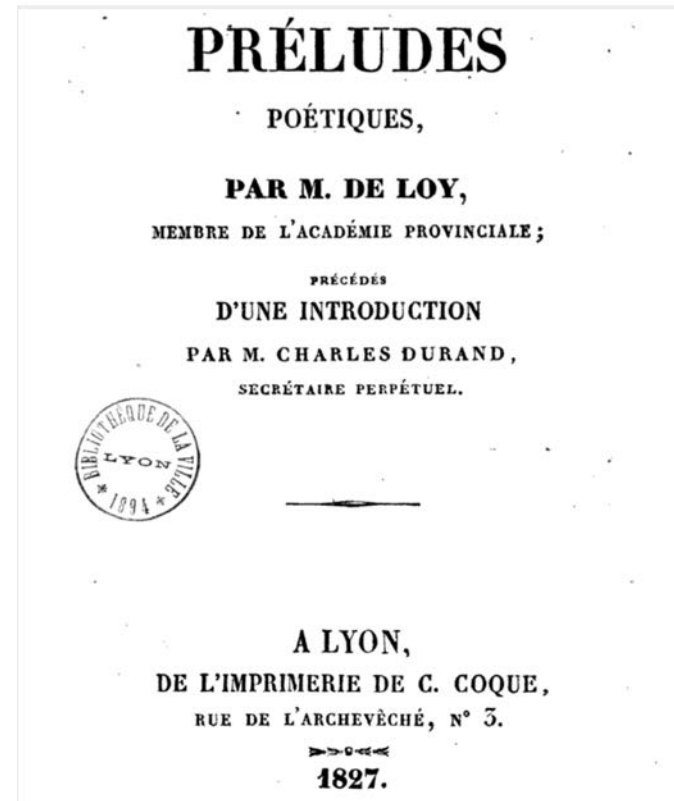 PRÉLUDES
POÉTIQUES,
PAR M. DE LOY,
MEMBRE DE L'ACADÉMIE PROVINCIALE;
PRÉCÉDÉS
D'UNE INTRODUCTION
PAR M. CHARLES DURAND,
SECRÉTAIRE PERPÉTUEL.
BIBLIOTHÈQUE DE LA VILLE
LYON
* 1894 *
A LYON,
DE L'IMPRIMERIE DE C. COQUE,
RUE DE L'ARCHEVÈCHÉ, N° 3.
1827.